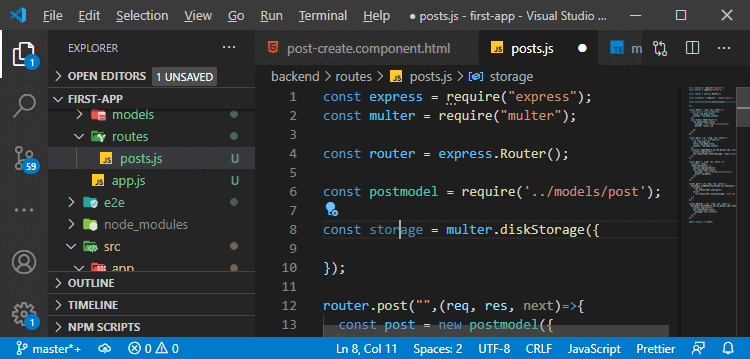 File Edit Selection View Go Run Terminal Help ● posts.js - first-app - Visual Studio ...
EXPLORER
OPEN EDITORS 1 UNSAVED
FIRST-APP
models
routes
posts.js U
app.js U
e2e
node_modules
src
app
OUTLINE
TIMELINE
NPM SCRIPTS
1
59
1
post-create.component.html JS posts.js ● TS m
backend > routes > JS posts.js > storage
1 const express = require("express");
2 const multer = require("multer");
3
4 const router = express.Router();
5
6 const postmodel = require('../models/post');
7
8 const storage = multer.diskStorage({
9
10 });
11
12 router.post("",(req, res, next)=>{
13 const post = new postmodel({
master*+ 0 0 Ln 8, Col 11 Spaces: 2 UTF-8 CRLF JavaScript Prettier